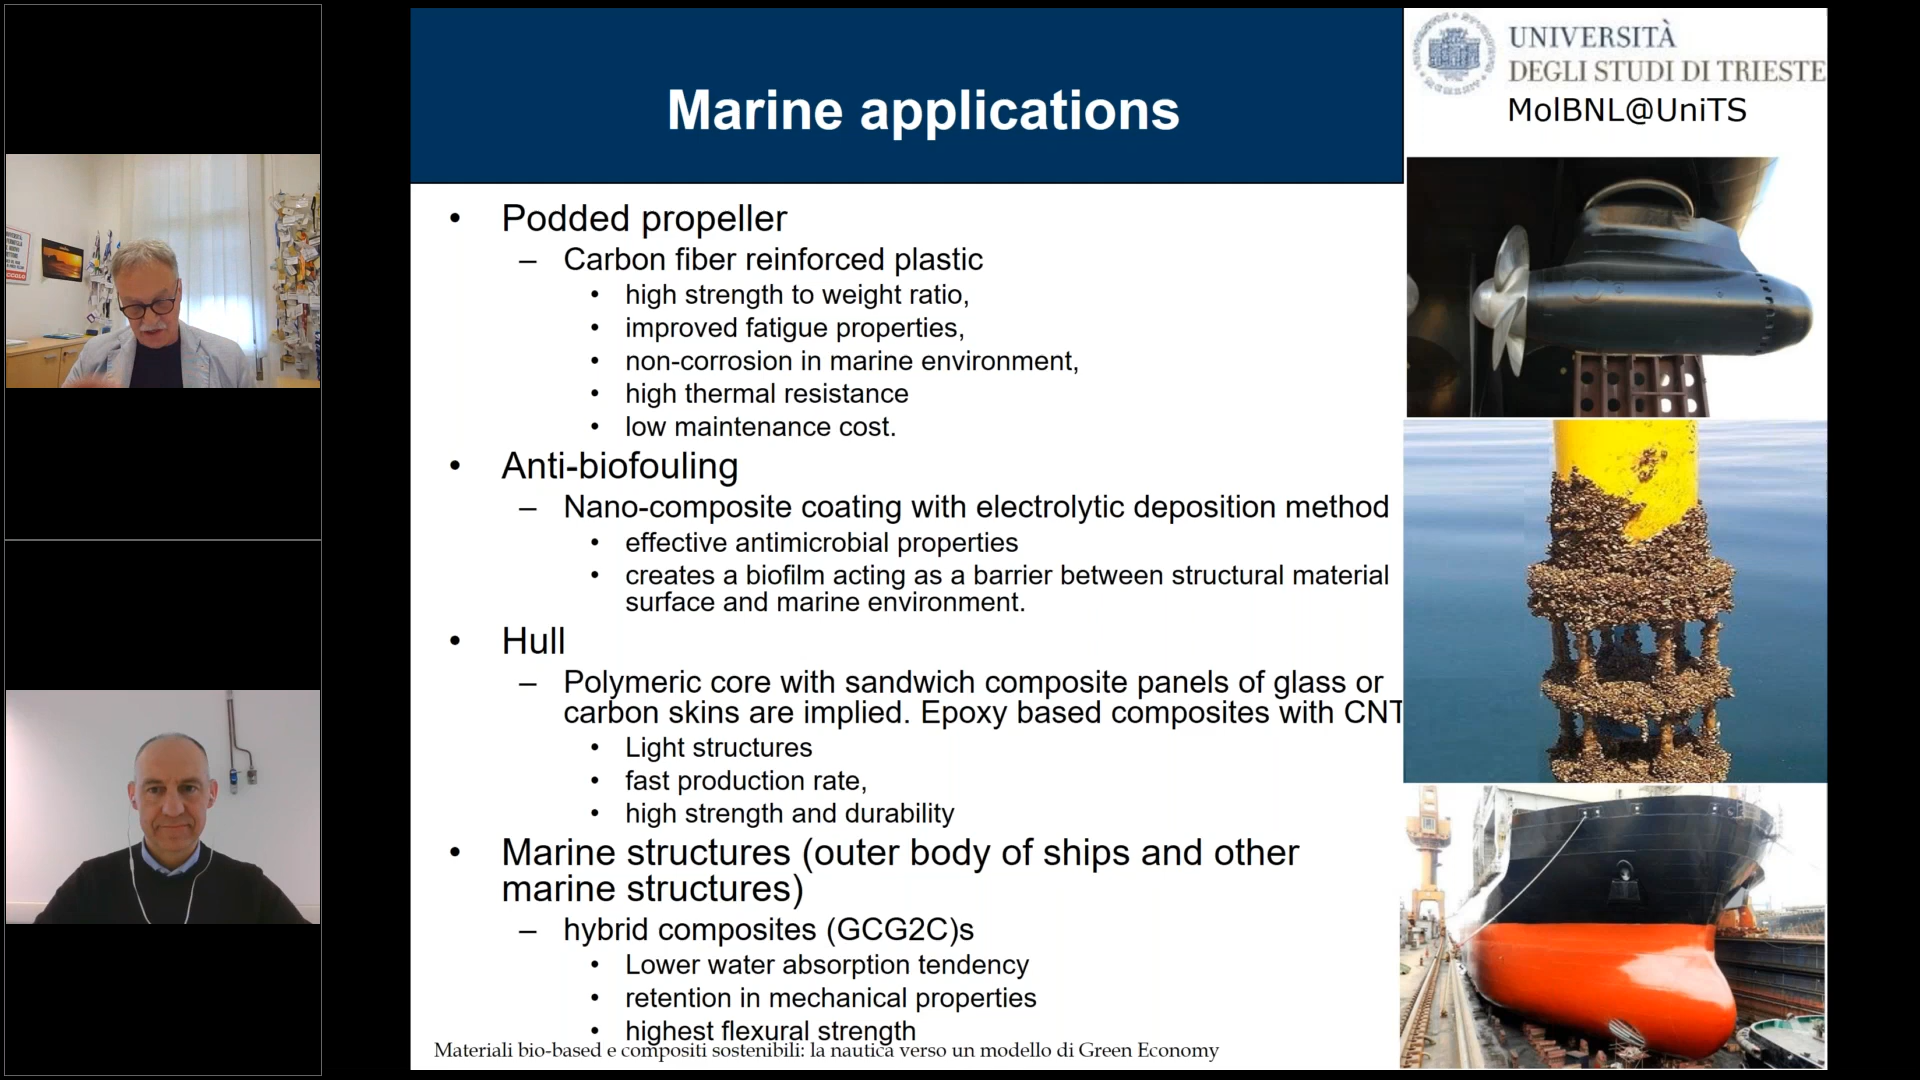 Marine applications
UNIVERSITÀ
DEGLI STUDI DI TRIESTE
MolBNL@UniTS
• Podded propeller
– Carbon fiber reinforced plastic
• high strength to weight ratio,
• improved fatigue properties,
• non-corrosion in marine environment,
• high thermal resistance
• low maintenance cost.
• Anti-biofouling
– Nano-composite coating with electrolytic deposition method
• effective antimicrobial properties
• creates a biofilm acting as a barrier between structural material
surface and marine environment.
• Hull
– Polymeric core with sandwich composite panels of glass or
carbon skins are implied. Epoxy based composites with CNT
• Light structures
• fast production rate,
• high strength and durability
• Marine structures (outer body of ships and other
marine structures)
– hybrid composites (GCG2C)s
• Lower water absorption tendency
• retention in mechanical properties
• highest flexural strength
Materiali bio-based e compositi sostenibili: la nautica verso un modello di Green Economy